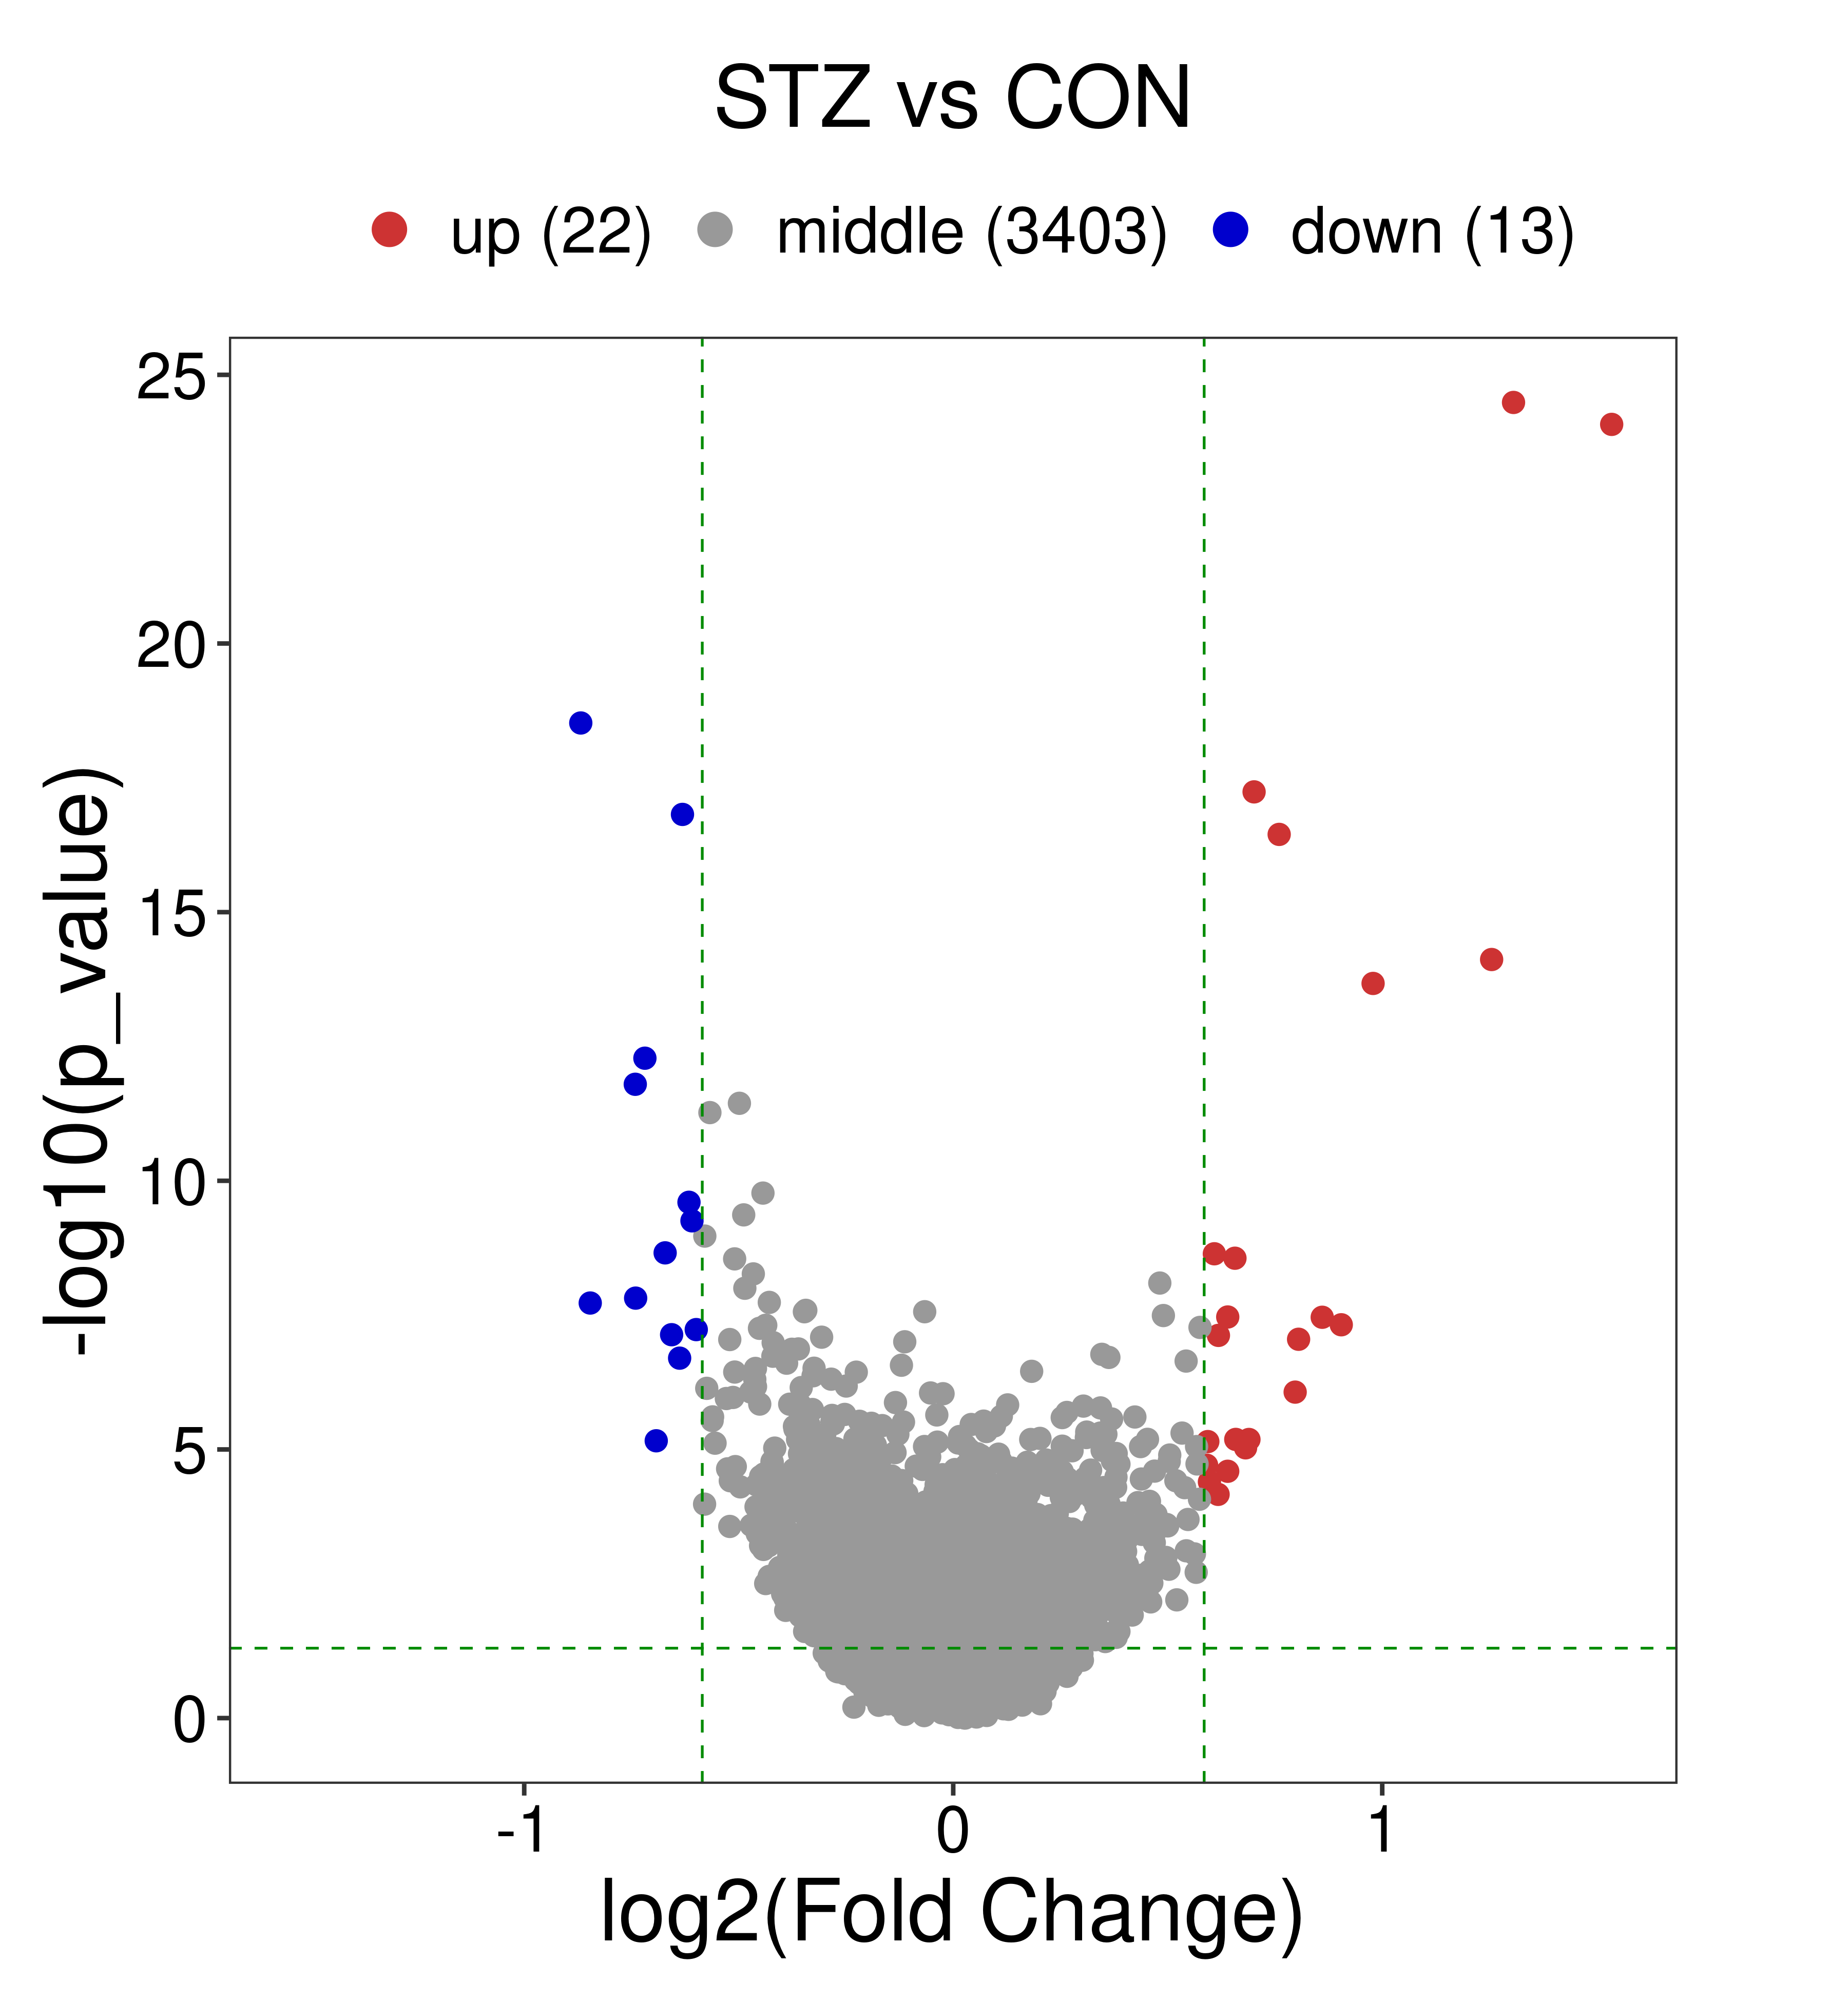 STZ vs CON
up (22) middle (3403) down (13)
25
20
15
10
5
0
-log10(p_value)
-1 0 1
log2(Fold Change)